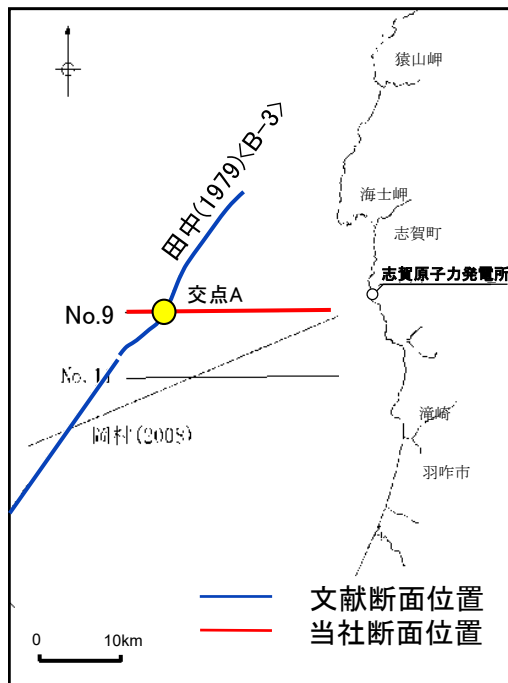 猿山岬
田中(1979)<B-3>
海士岬
志賀町
志賀原子力発電所
交点A
No.9
岡村(2008)
滝崎
羽咋市
文献断面位置
当社断面位置
0 10km